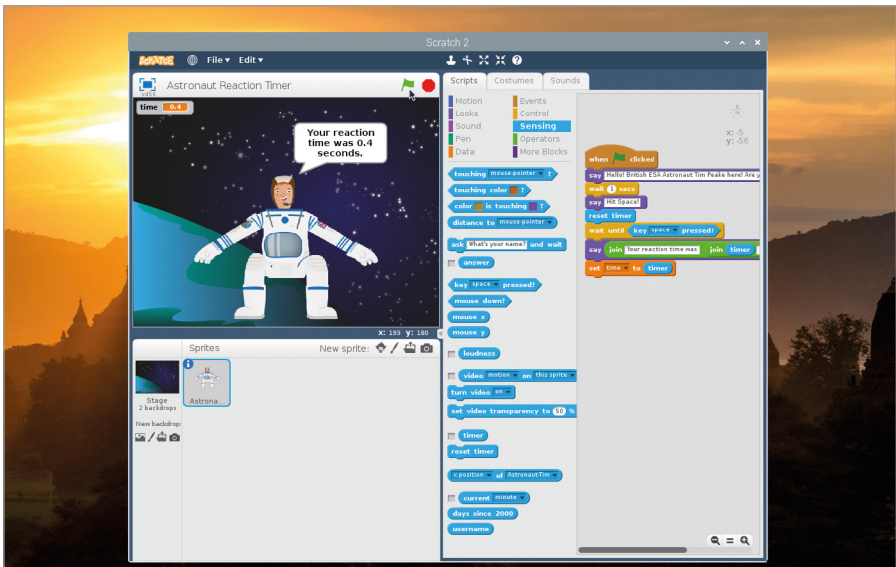 Scratch 2
SCRATCH File Edit
Astronaut Reaction Timer
v455
time 0.4
Your reaction
time was 0.4
seconds.
X: 193 y: 180
Sprites New sprite:
Stage
2 backdrops
New backdrop:
Astrona...
Scripts Costumes Sounds
Motion Events
Looks Control
Sound Sensing
Pen Operators
Data More Blocks
touching mouse-pointer ?
touching color ?
color is touching ?
distance to mouse-pointer
ask What's your name? and wait
answer
key space pressed?
mouse down?
mouse x
mouse y
loudness
video motion on this sprite
turn video on
set video transparency to 50 %
timer
reset timer
x position of AstronautTim
current minute
days since 2000
username
x: -5
y: -56
when clicked
say Hello! British ESA Astronaut Tim Peake here! Are y
wait 1 secs
say Hit Space!
reset timer
wait until key space pressed?
say join Your reaction time was join timer
set time to timer